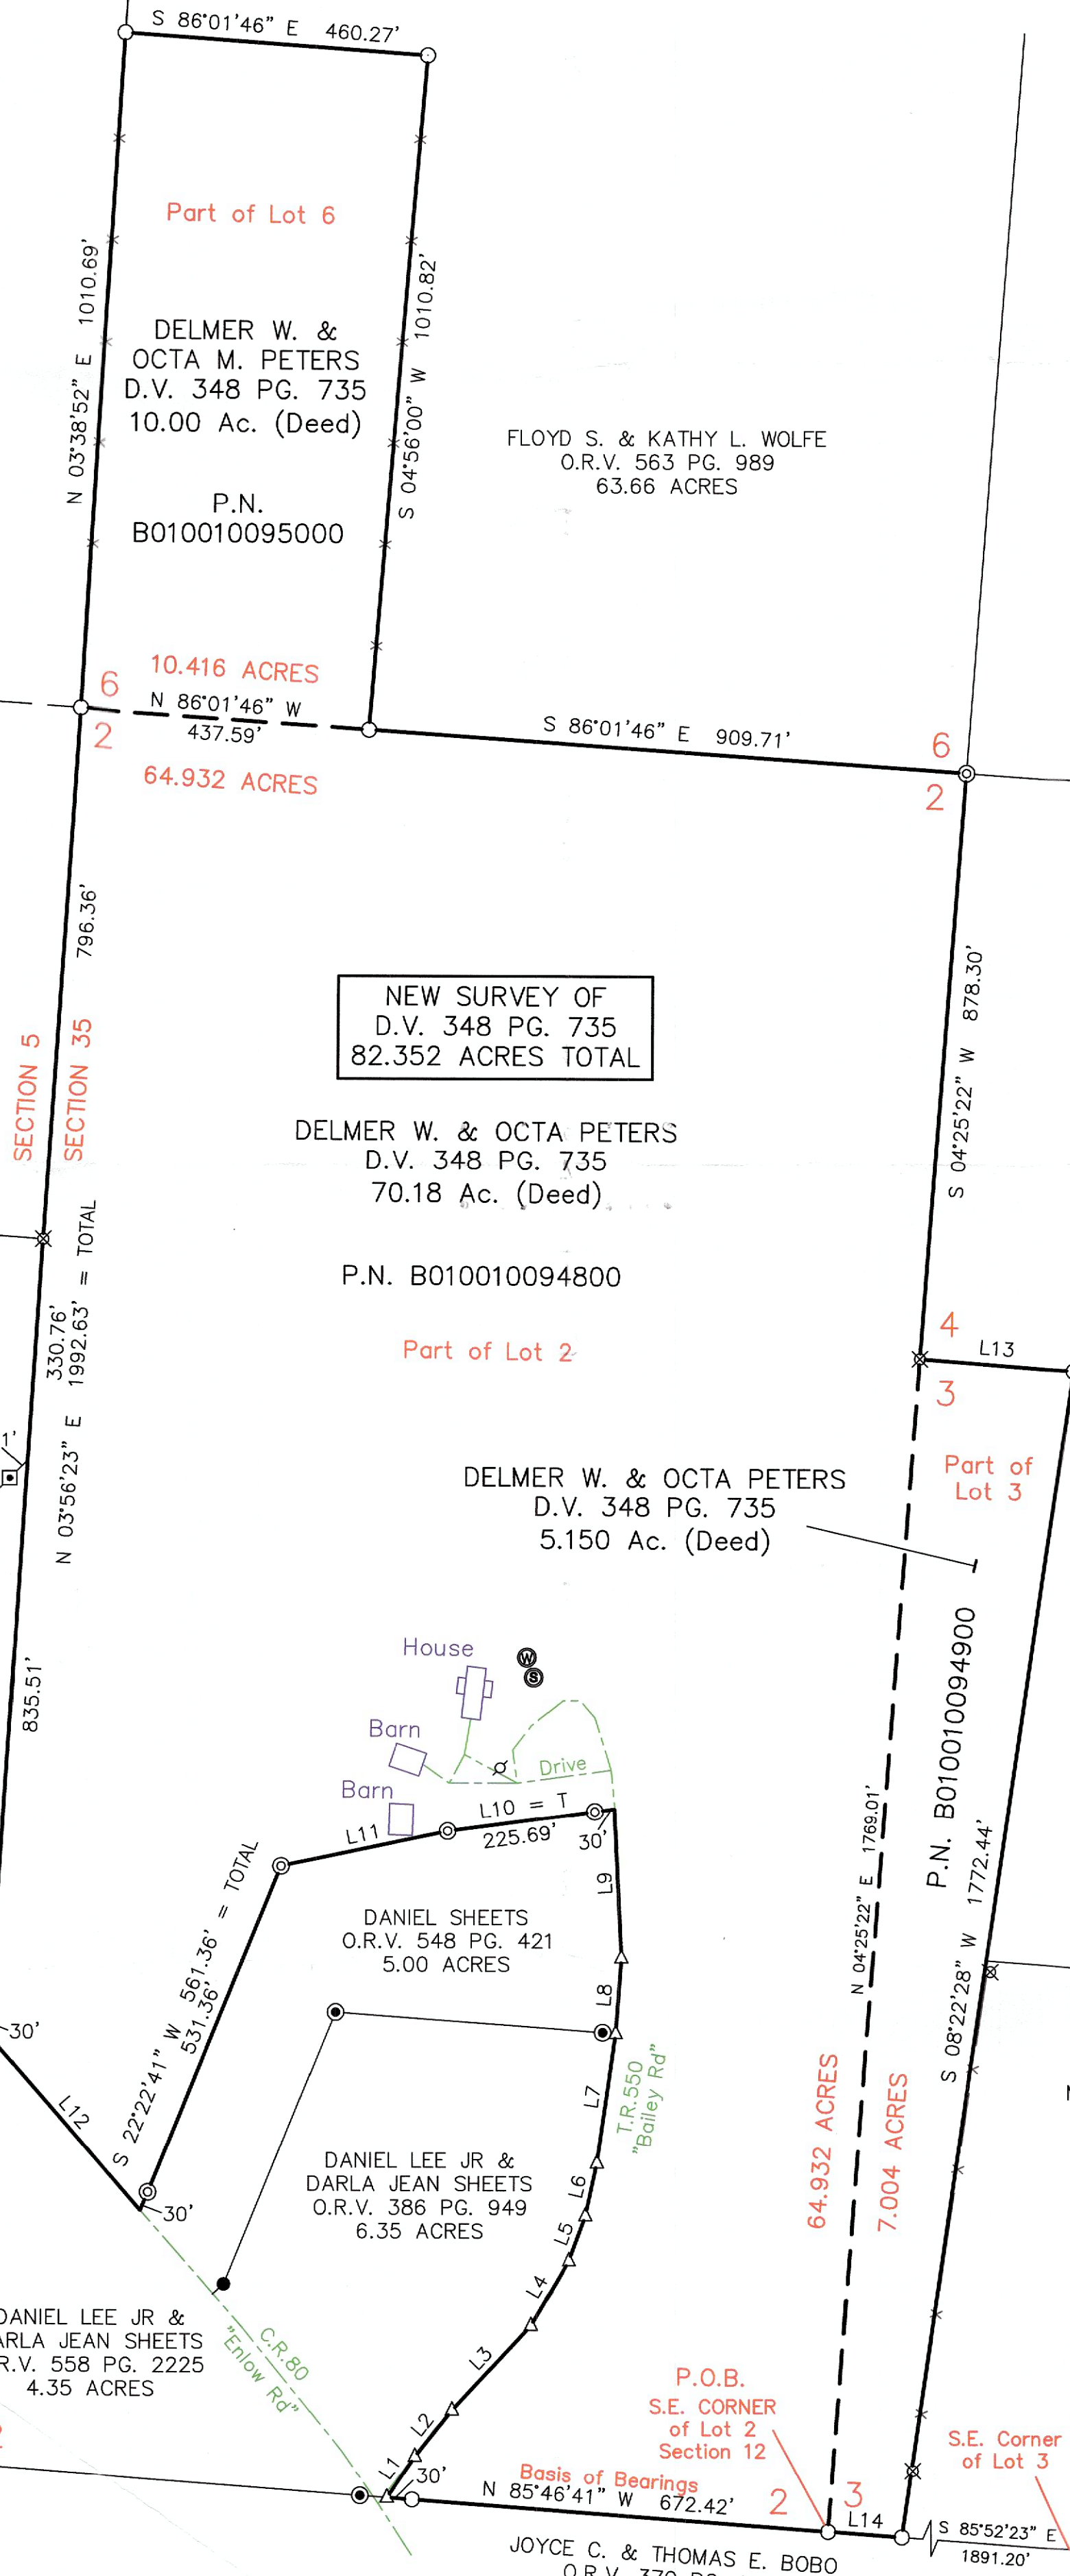 S 86°01'46" E 460.27'
Part of Lot 6
N 03°38'52" E 1010.69'
S 04°56'00" W 1010.82'
DELMER W. &
OCTA M. PETERS
D.V. 348 PG. 735
10.00 Ac. (Deed)
P.N.
B010010095000
FLOYD S. & KATHY L. WOLFE
O.R.V. 563 PG. 989
63.66 ACRES
10.416 ACRES
6
N 86°01'46" W
437.59'
2
64.932 ACRES
S 86°01'46" E 909.71'
6
2
796.36'
SECTION 5
SECTION 35
878.30'
S 04°25'22" W
NEW SURVEY OF
D.V. 348 PG. 735
82.352 ACRES TOTAL
DELMER W. & OCTA PETERS
D.V. 348 PG. 735
70.18 Ac. (Deed)
P.N. B010010094800
Part of Lot 2
330.76'
N 03°56'23" E 1992.63' = TOTAL
4
L13
3
1'
Part of
Lot 3
DELMER W. & OCTA PETERS
D.V. 348 PG. 735
5.150 Ac. (Deed)
P.N. B010010094900
835.51'
House
W
S
Barn
Drive
Barn
L10 = T
L11
225.69'
30'
N 04°25'22" E 1769.01'
S 08°22'28" W 1772.44'
L9
DANIEL SHEETS
O.R.V. 548 PG. 421
5.00 ACRES
S 22°22'41" W 561.36' = TOTAL
531.36'
L8
30'
L12
30'
L7
T.R.550
"Bailey Rd"
DANIEL LEE JR &
DARLA JEAN SHEETS
O.R.V. 386 PG. 949
6.35 ACRES
L6
L5
L4
L3
L2
L1
30'
64.932 ACRES
7.004 ACRES
DANIEL LEE JR &
ARLA JEAN SHEETS
R.V. 558 PG. 2225
4.35 ACRES
C.R.80
"Enlow Rd"
P.O.B.
S.E. CORNER
of Lot 2
Section 12
S.E. Corner
of Lot 3
Basis of Bearings
N 85°46'41" W 672.42'
2
3
L14
S 85°52'23" E
1891.20'
JOYCE C. & THOMAS E. BOBO